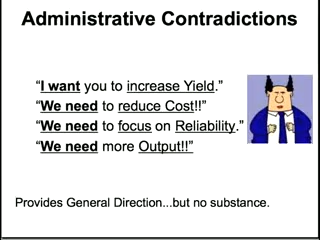 Administrative Contradictions
“I want you to increase Yield.”
“We need to reduce Cost!!”
“We need to focus on Reliability.”
“We need more Output!!”
Provides General Direction...but no substance.